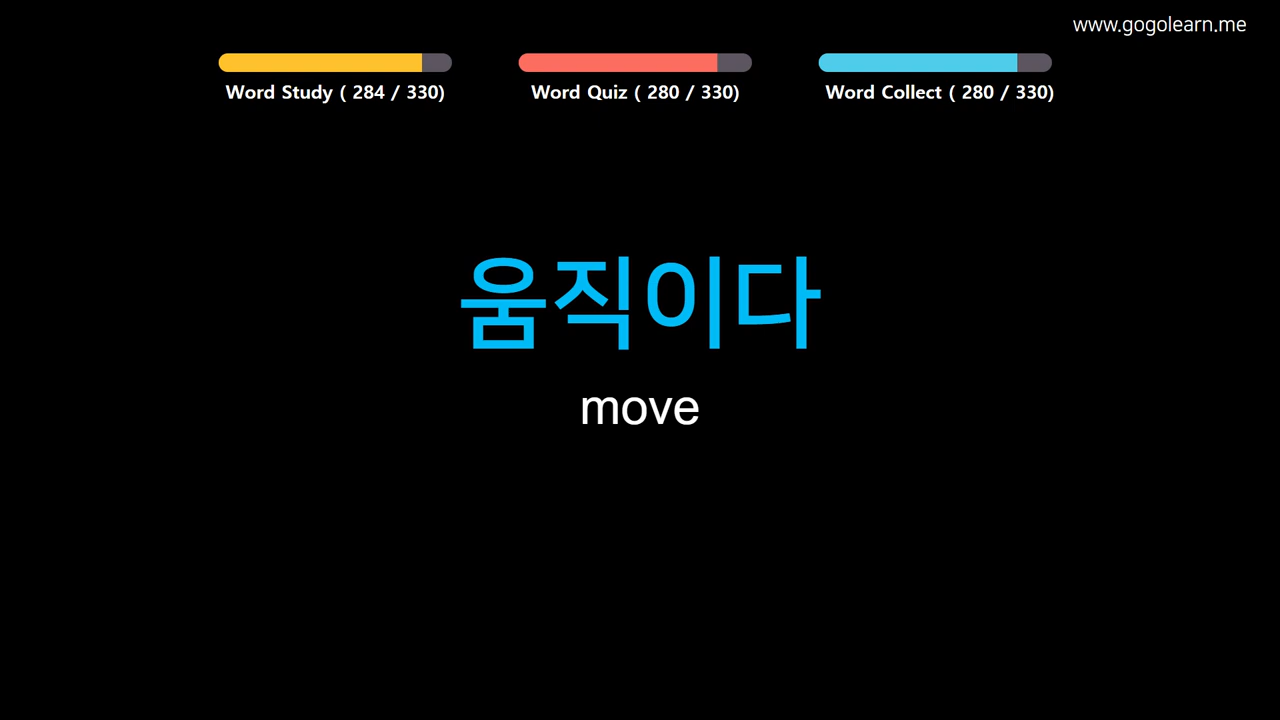 www.gogolearn.me
Word Study ( 284 / 330)
Word Quiz ( 280 / 330)
Word Collect ( 280 / 330)
움직이다
move